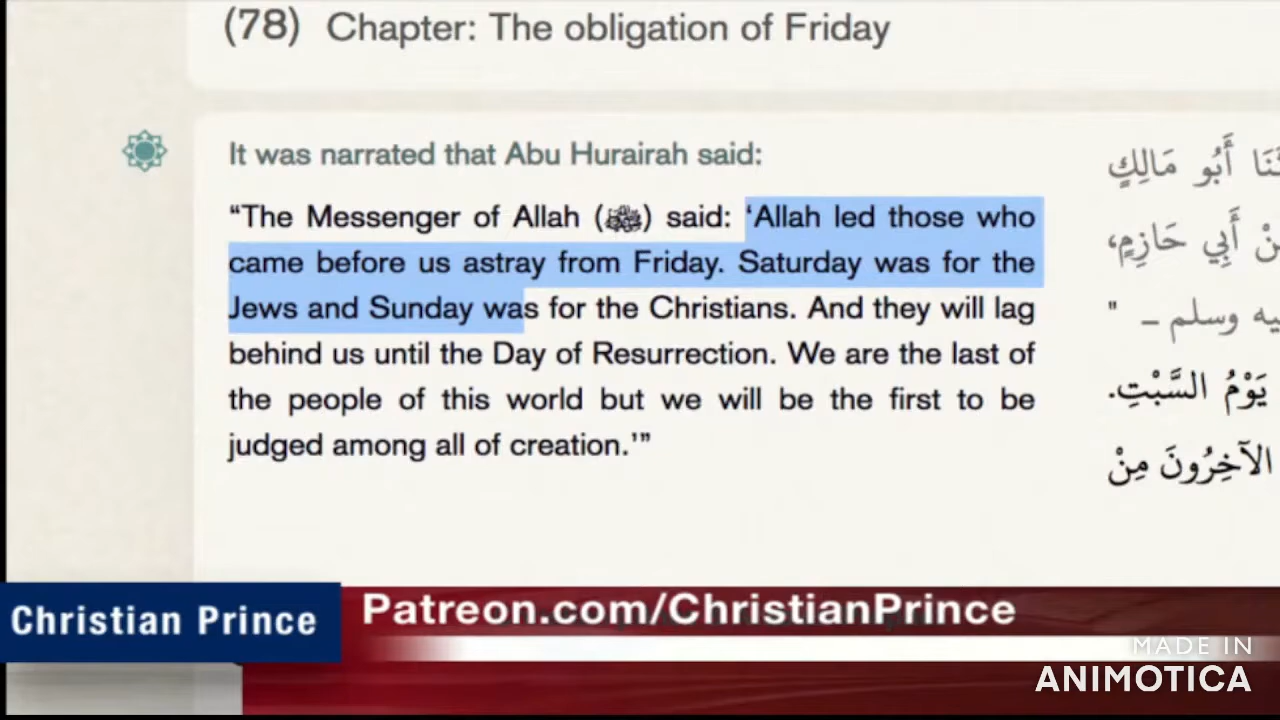 (78) Chapter: The obligation of Friday
It was narrated that Abu Hurairah said:
“The Messenger of Allah (ﷺ) said: ‘Allah led those who
came before us astray from Friday. Saturday was for the
Jews and Sunday was for the Christians. And they will lag
behind us until the Day of Resurrection. We are the last of
the people of this world but we will be the first to be
judged among all of creation.’”
أَبُو مَالِكٍ
أَبِي حَازِمٍ،
وسلم ـ "
يَوْمُ السَّبْتِ.
الآخِرُونَ مِنْ
Christian Prince
Patreon.com/ChristianPrince
MADE IN
ANIMOTICA